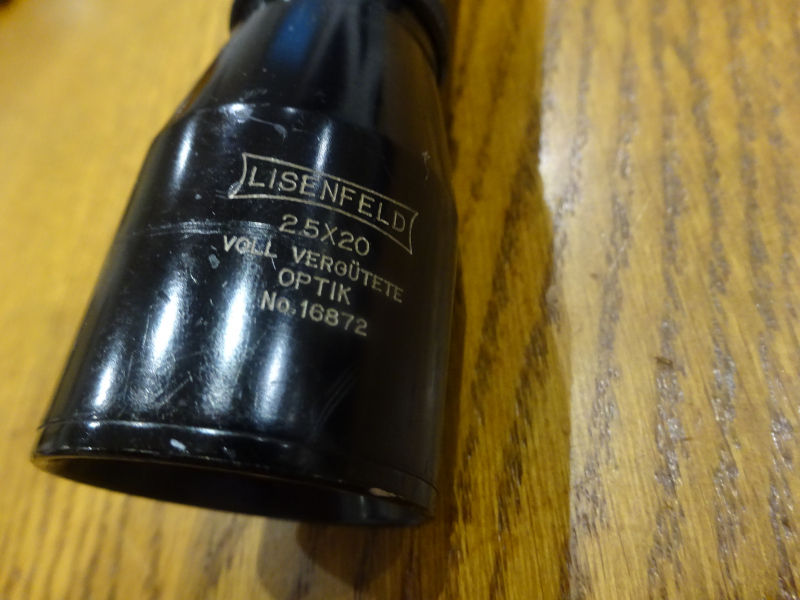 LISENFELD
2.5X20
VOLL VERGÜTETE
OPTIK
No.16872